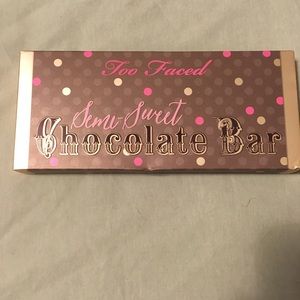 Too Faced
Semi-Sweet
Chocolate Bar